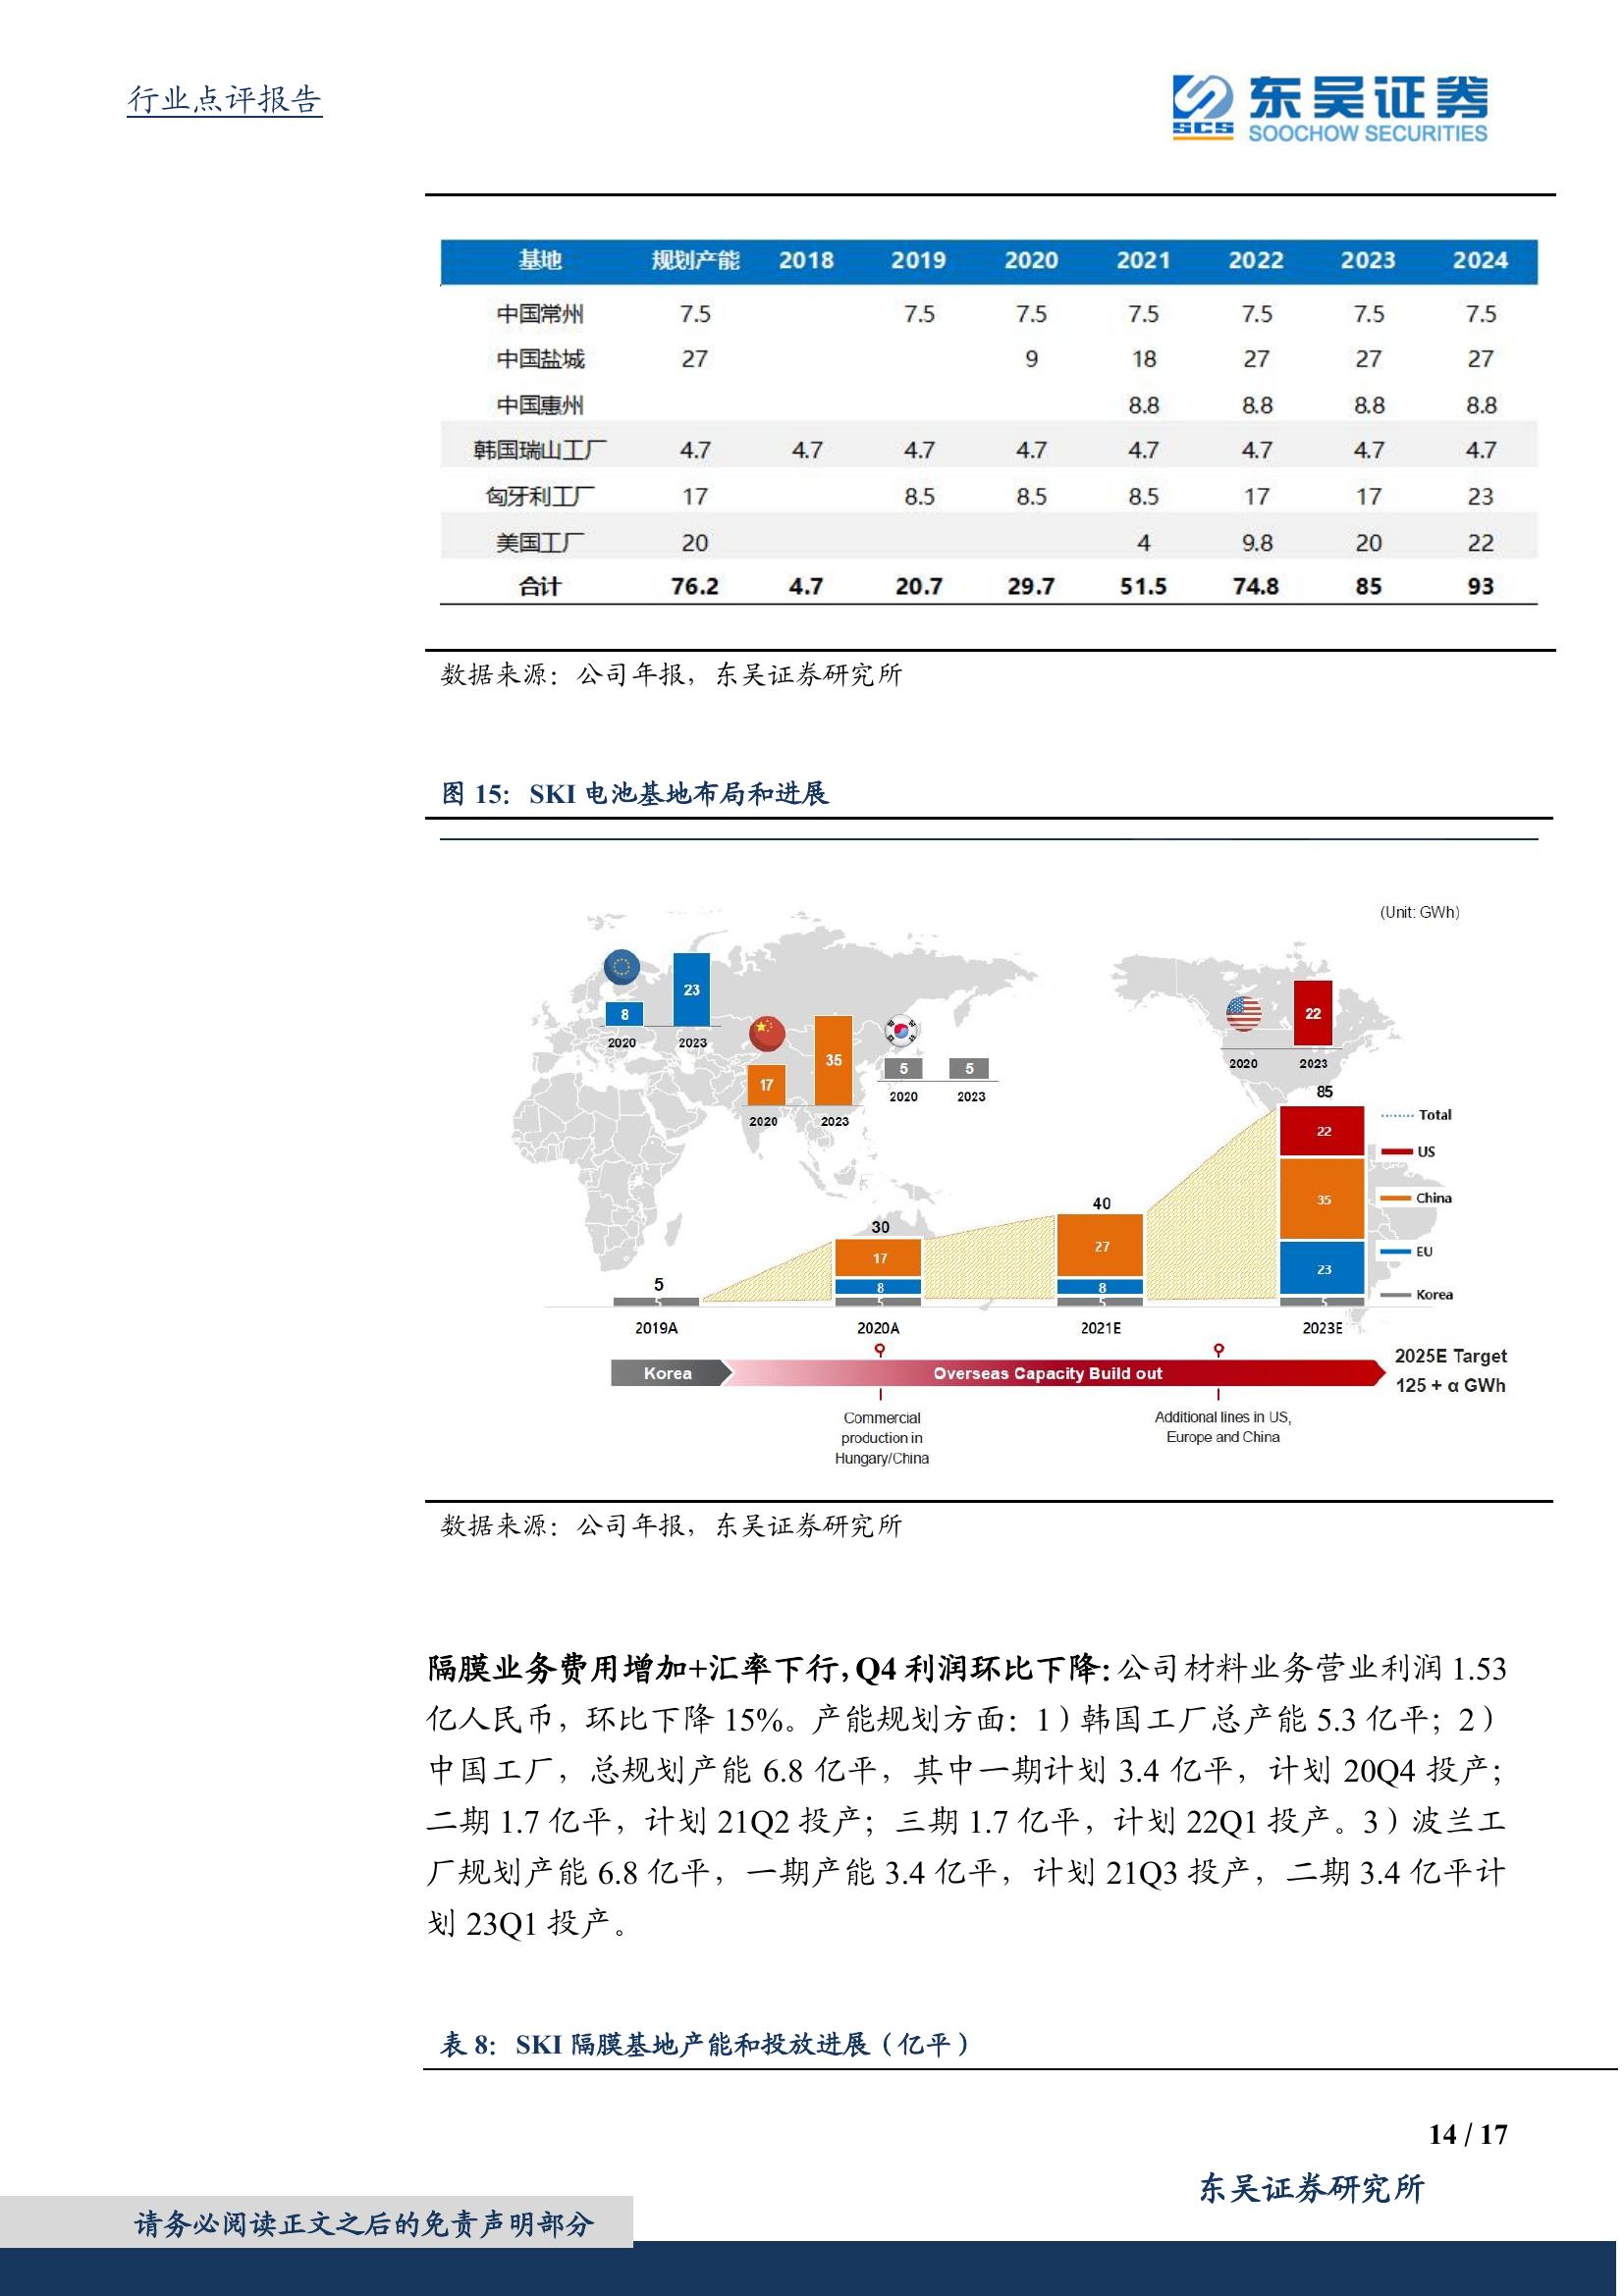 行业点评报告
SCS
东吴证券
SOOCHOW SECURITIES
基地 规划产能 2018 2019 2020 2021 2022 2023 2024
中国常州 7.5 7.5 7.5 7.5 7.5 7.5 7.5
中国盐城 27 9 18 27 27 27
中国惠州 8.8 8.8 8.8 8.8
韩国瑞山工厂 4.7 4.7 4.7 4.7 4.7 4.7 4.7 4.7
匈牙利工厂 17 8.5 8.5 8.5 17 17 23
美国工厂 20 4 9.8 20 22
合计 76.2 4.7 20.7 29.7 51.5 74.8 85 93
数据来源：公司年报，东吴证券研究所
图 15：SKI 电池基地布局和进展
(Unit: GWh)
8 23
2020 2023
17 35
2020 2023
5 5
2020 2023
22
2020 2023
85
22
35
23
5
40
27
8
5
30
17
8
5
5
5
Total
US
China
EU
Korea
2019A 2020A 2021E 2023E
Korea
Overseas Capacity Build out
2025E Target
125 + α GWh
Commercial
production in
Hungary/China
Additional lines in US,
Europe and China
数据来源：公司年报，东吴证券研究所
隔膜业务费用增加+汇率下行，Q4 利润环比下降：公司材料业务营业利润 1.53
亿人民币，环比下降 15%。产能规划方面：1）韩国工厂总产能 5.3 亿平；2）
中国工厂，总规划产能 6.8 亿平，其中一期计划 3.4 亿平，计划 20Q4 投产；
二期 1.7 亿平，计划 21Q2 投产；三期 1.7 亿平，计划 22Q1 投产。3）波兰工
厂规划产能 6.8 亿平，一期产能 3.4 亿平，计划 21Q3 投产，二期 3.4 亿平计
划 23Q1 投产。
表 8：SKI 隔膜基地产能和投放进展（亿平）
14 / 17
东吴证券研究所
请务必阅读正文之后的免责声明部分